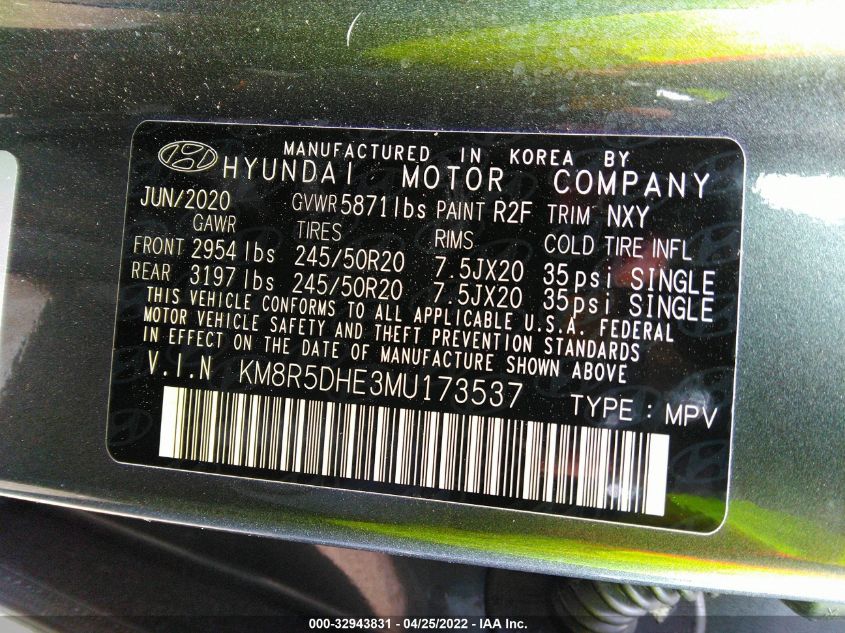 MANUFACTURED IN KOREA BY
HYUNDAI MOTOR COMPANY
JUN/2020 GVWR 5871lbs PAINT R2F TRIM NXY
GAWR TIRES RIMS COLD TIRE INFL
FRONT 2954 lbs 245/50R20 7.5JX20 35psi SINGLE
REAR 3197 lbs 245/50R20 7.5JX20 35psi SINGLE
THIS VEHICLE CONFORMS TO ALL APPLICABLE U.S.A. FEDERAL
MOTOR VEHICLE SAFETY AND THEFT PREVENTION STANDARDS
IN EFFECT ON THE DATE OF MANUFACTURE SHOWN ABOVE
V.I.N KM8R5DHE3MU173537 TYPE : MPV
000-32943831 - 04/25/2022 - IAA Inc.